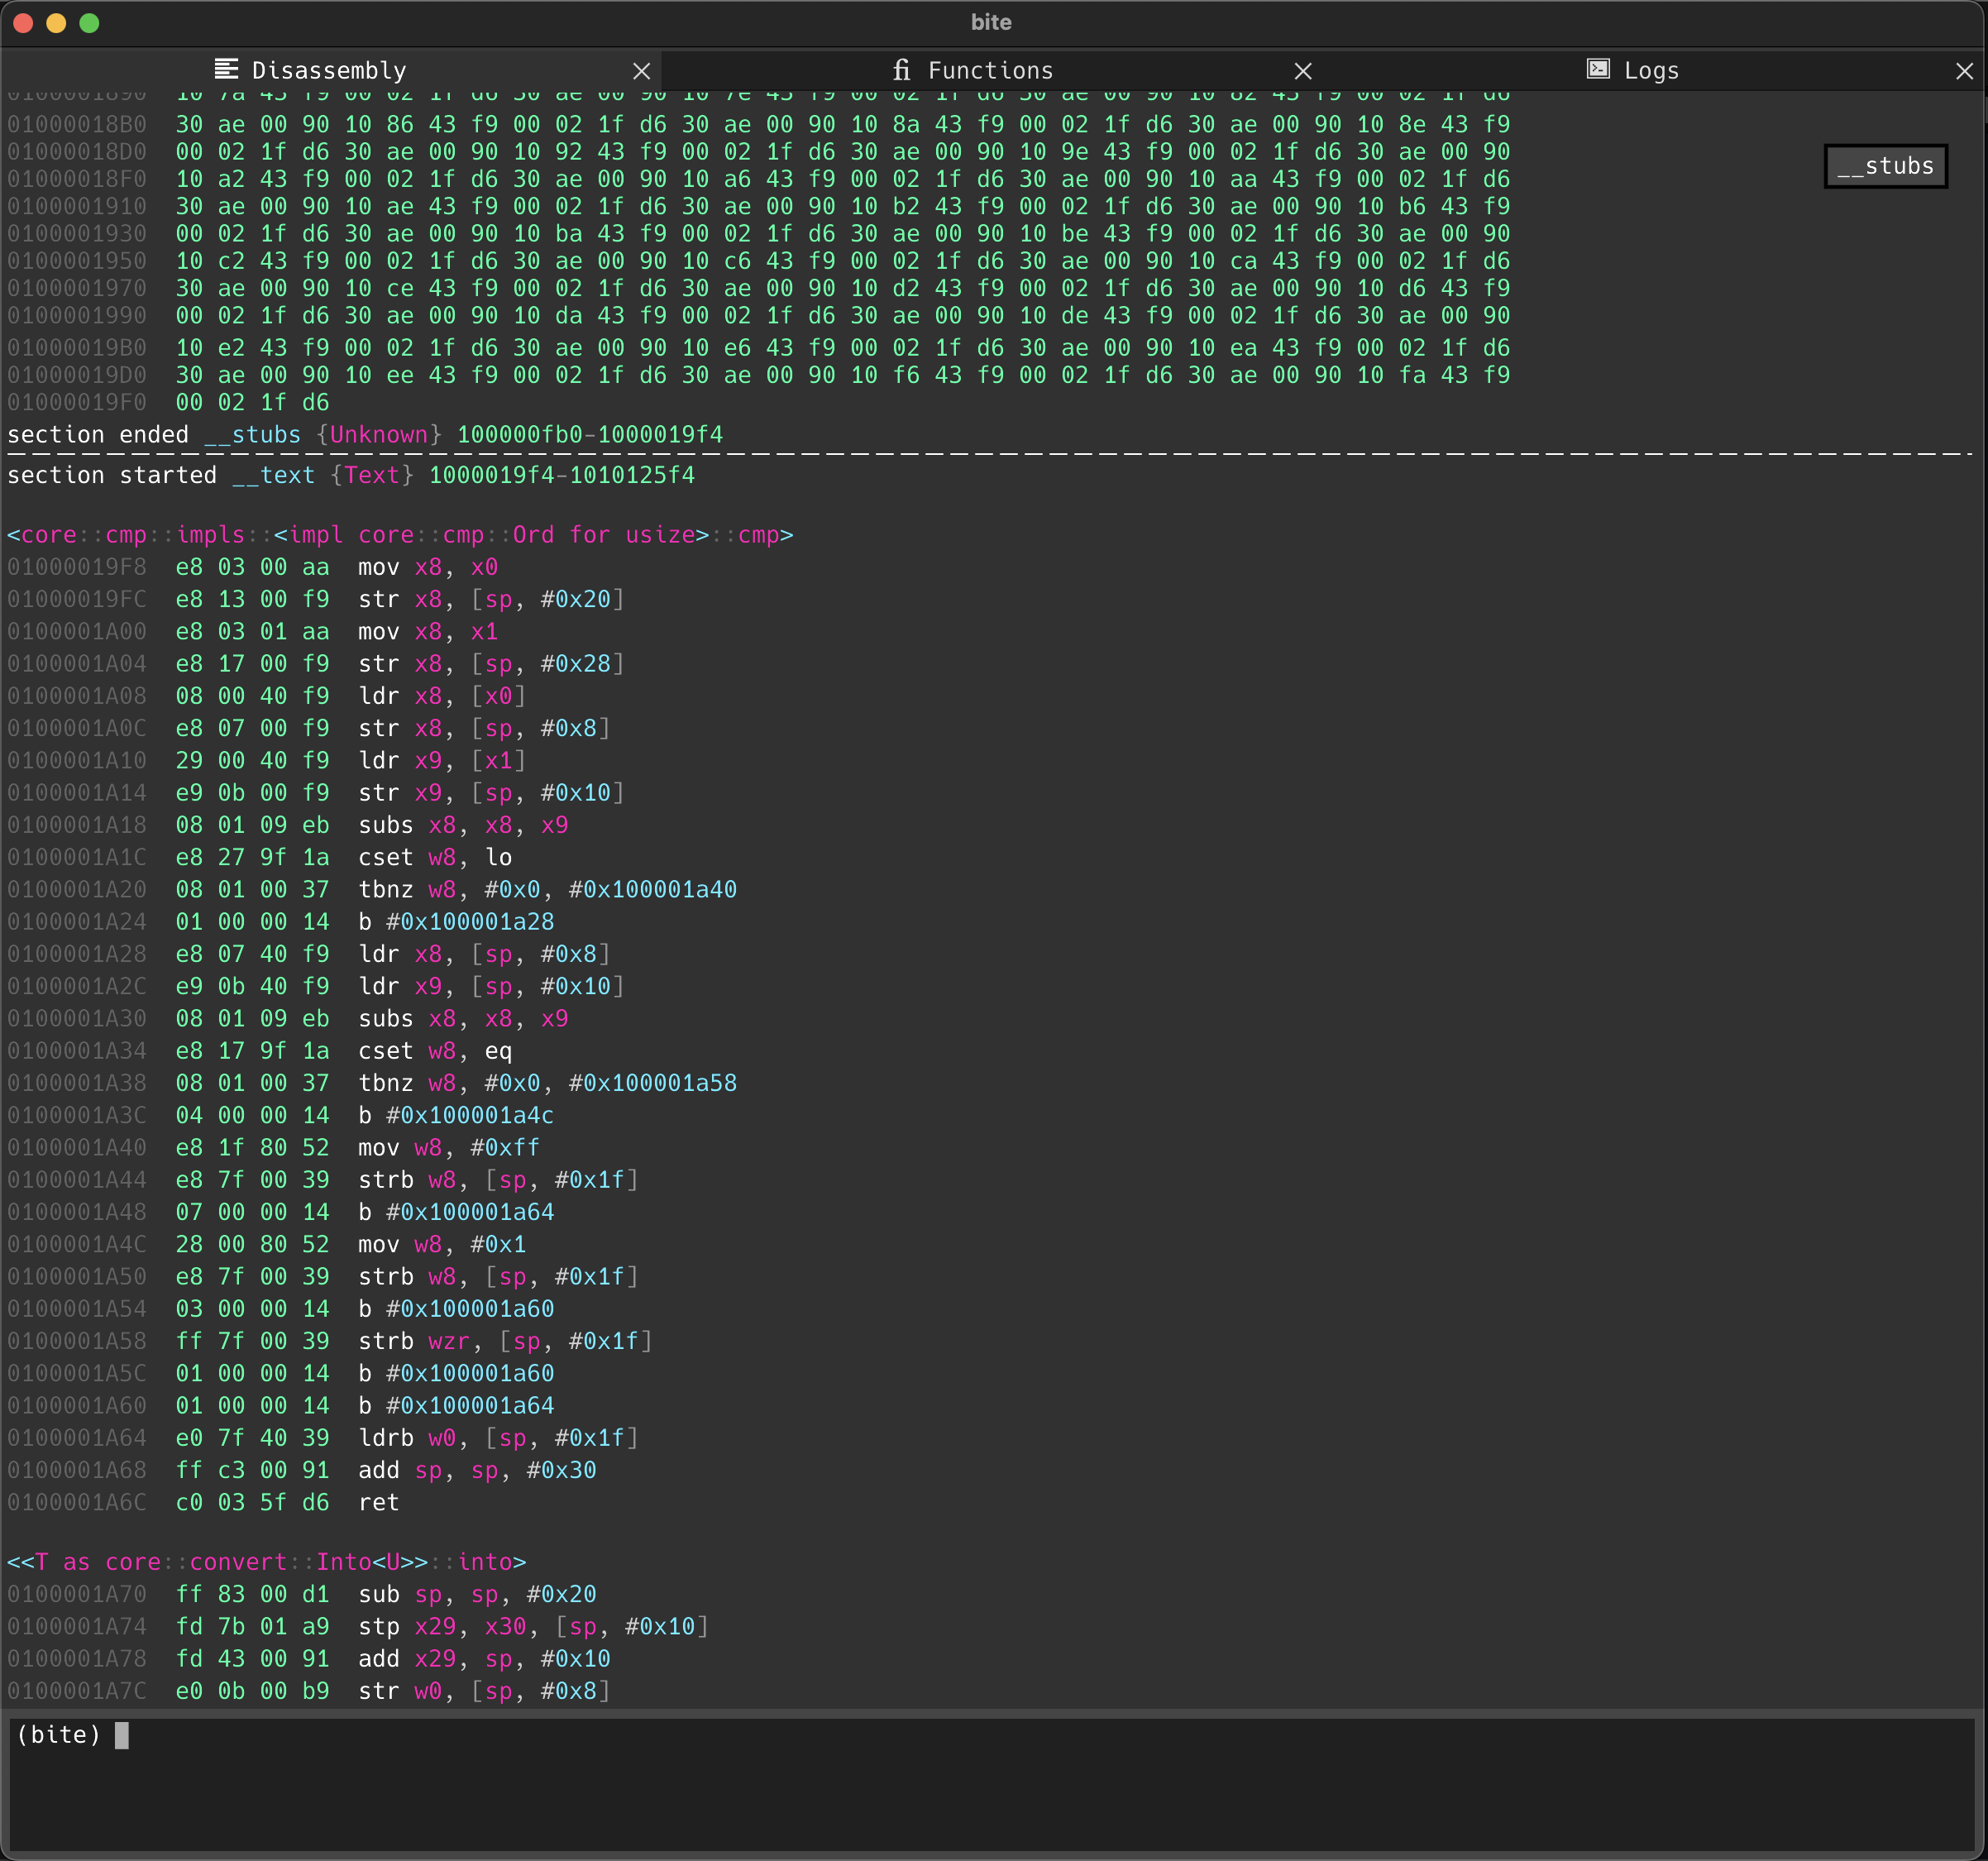 bite
Disassembly
Functions
Logs
0100001890 10 7a 43 f9 00 02 1f d6 30 ae 00 90 10 7e 43 f9 00 02 1f d6 30 ae 00 90 10 82 43 f9 00 02 1f d6
01000018B0 30 ae 00 90 10 86 43 f9 00 02 1f d6 30 ae 00 90 10 8a 43 f9 00 02 1f d6 30 ae 00 90 10 8e 43 f9
01000018D0 00 02 1f d6 30 ae 00 90 10 92 43 f9 00 02 1f d6 30 ae 00 90 10 9e 43 f9 00 02 1f d6 30 ae 00 90
__stubs
01000018F0 10 a2 43 f9 00 02 1f d6 30 ae 00 90 10 a6 43 f9 00 02 1f d6 30 ae 00 90 10 aa 43 f9 00 02 1f d6
0100001910 30 ae 00 90 10 ae 43 f9 00 02 1f d6 30 ae 00 90 10 b2 43 f9 00 02 1f d6 30 ae 00 90 10 b6 43 f9
0100001930 00 02 1f d6 30 ae 00 90 10 ba 43 f9 00 02 1f d6 30 ae 00 90 10 be 43 f9 00 02 1f d6 30 ae 00 90
0100001950 10 c2 43 f9 00 02 1f d6 30 ae 00 90 10 c6 43 f9 00 02 1f d6 30 ae 00 90 10 ca 43 f9 00 02 1f d6
0100001970 30 ae 00 90 10 ce 43 f9 00 02 1f d6 30 ae 00 90 10 d2 43 f9 00 02 1f d6 30 ae 00 90 10 d6 43 f9
0100001990 00 02 1f d6 30 ae 00 90 10 da 43 f9 00 02 1f d6 30 ae 00 90 10 de 43 f9 00 02 1f d6 30 ae 00 90
01000019B0 10 e2 43 f9 00 02 1f d6 30 ae 00 90 10 e6 43 f9 00 02 1f d6 30 ae 00 90 10 ea 43 f9 00 02 1f d6
01000019D0 30 ae 00 90 10 ee 43 f9 00 02 1f d6 30 ae 00 90 10 f6 43 f9 00 02 1f d6 30 ae 00 90 10 fa 43 f9
01000019F0 00 02 1f d6
section ended __stubs {Unknown} 100000fb0-1000019f4
section started __text {Text} 1000019f4-1010125f4
<core::cmp::impls::<impl core::cmp::Ord for usize>::cmp>
01000019F8 e8 03 00 aa mov x8, x0
01000019FC e8 13 00 f9 str x8, [sp, #0x20]
0100001A00 e8 03 01 aa mov x8, x1
0100001A04 e8 17 00 f9 str x8, [sp, #0x28]
0100001A08 08 00 40 f9 ldr x8, [x0]
0100001A0C e8 07 00 f9 str x8, [sp, #0x8]
0100001A10 29 00 40 f9 ldr x9, [x1]
0100001A14 e9 0b 00 f9 str x9, [sp, #0x10]
0100001A18 08 01 09 eb subs x8, x8, x9
0100001A1C e8 27 9f 1a cset w8, lo
0100001A20 08 01 00 37 tbnz w8, #0x0, #0x100001a40
0100001A24 01 00 00 14 b #0x100001a28
0100001A28 e8 07 40 f9 ldr x8, [sp, #0x8]
0100001A2C e9 0b 40 f9 ldr x9, [sp, #0x10]
0100001A30 08 01 09 eb subs x8, x8, x9
0100001A34 e8 17 9f 1a cset w8, eq
0100001A38 08 01 00 37 tbnz w8, #0x0, #0x100001a58
0100001A3C 04 00 00 14 b #0x100001a4c
0100001A40 e8 1f 80 52 mov w8, #0xff
0100001A44 e8 7f 00 39 strb w8, [sp, #0x1f]
0100001A48 07 00 00 14 b #0x100001a64
0100001A4C 28 00 80 52 mov w8, #0x1
0100001A50 e8 7f 00 39 strb w8, [sp, #0x1f]
0100001A54 03 00 00 14 b #0x100001a60
0100001A58 ff 7f 00 39 strb wzr, [sp, #0x1f]
0100001A5C 01 00 00 14 b #0x100001a60
0100001A60 01 00 00 14 b #0x100001a64
0100001A64 e0 7f 40 39 ldrb w0, [sp, #0x1f]
0100001A68 ff c3 00 91 add sp, sp, #0x30
0100001A6C c0 03 5f d6 ret
<<T as core::convert::Into<U>>::into>
0100001A70 ff 83 00 d1 sub sp, sp, #0x20
0100001A74 fd 7b 01 a9 stp x29, x30, [sp, #0x10]
0100001A78 fd 43 00 91 add x29, sp, #0x10
0100001A7C e0 0b 00 b9 str w0, [sp, #0x8]
(bite)